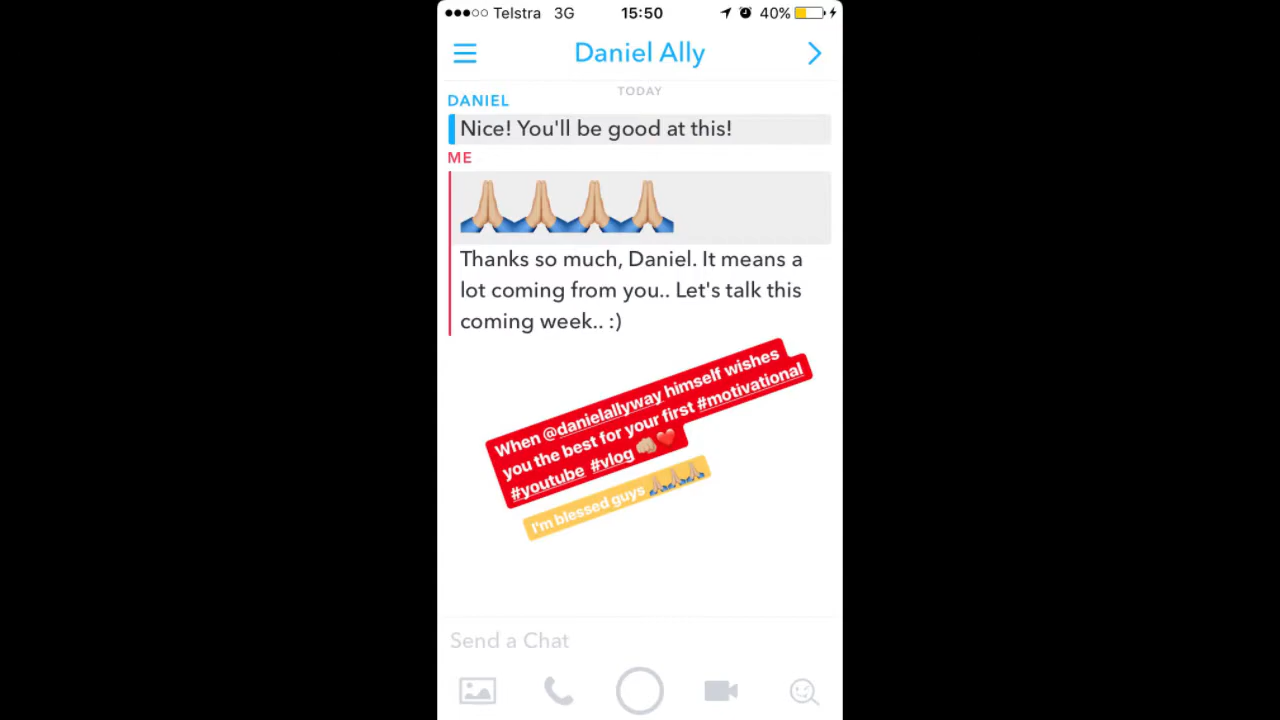 Telstra 3G 15:50 40%
Daniel Ally
TODAY
DANIEL
Nice! You'll be good at this!
ME
🙏🏼🙏🏼🙏🏼🙏🏼
Thanks so much, Daniel. It means a
lot coming from you.. Let's talk this
coming week.. :)
When @danielallyway himself wishes
you the best for your first #motivational
#youtube #vlog 👊🏼❤️
I'm blessed guys 🙏🏼🙏🏼🙏🏼
Send a Chat